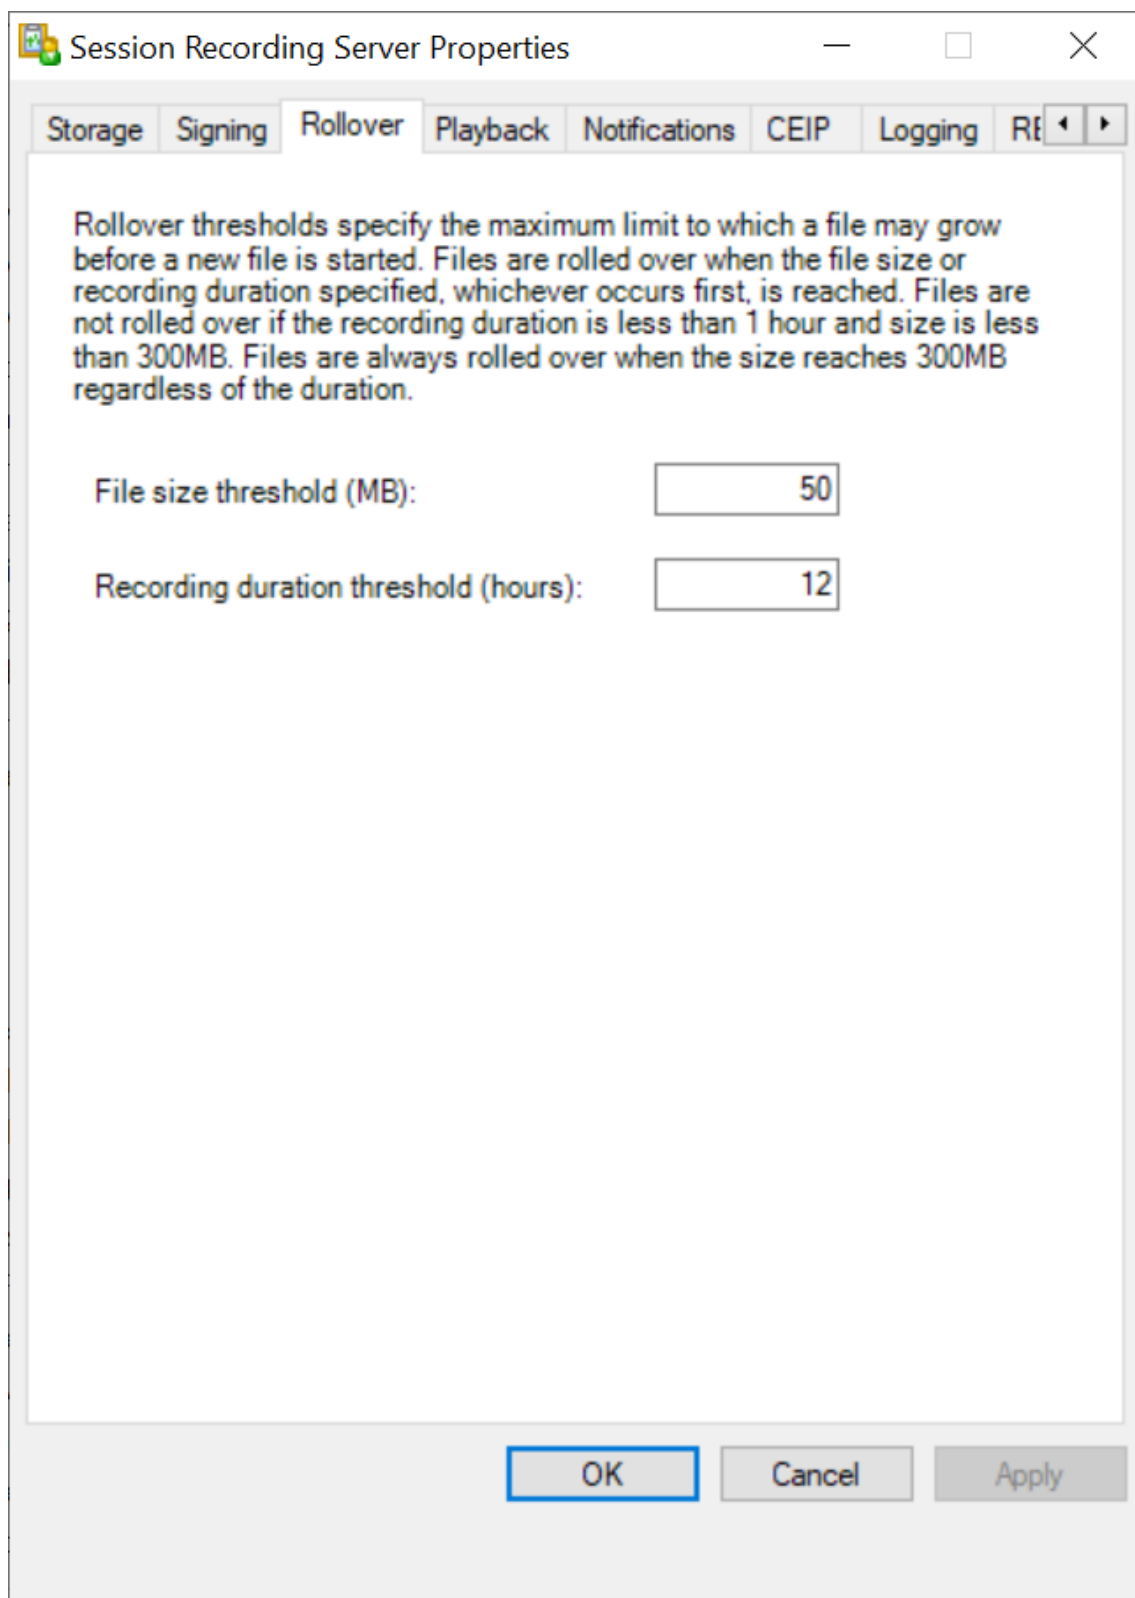 Session Recording Server Properties
Storage Signing Rollover Playback Notifications CEIP Logging
Rollover thresholds specify the maximum limit to which a file may grow
before a new file is started. Files are rolled over when the file size or
recording duration specified, whichever occurs first, is reached. Files are
not rolled over if the recording duration is less than 1 hour and size is less
than 300MB. Files are always rolled over when the size reaches 300MB
regardless of the duration.
File size threshold (MB): 50
Recording duration threshold (hours): 12
OK Cancel Apply